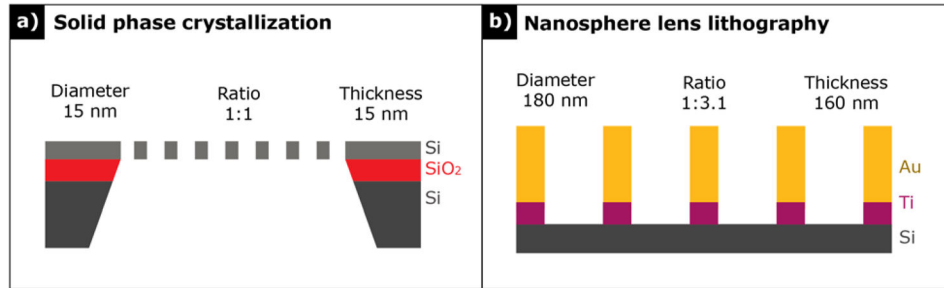 a) Solid phase crystallization
Diameter
15 nm
Ratio
1:1
Thickness
15 nm
Si
SiO₂
Si
b) Nanosphere lens lithography
Diameter
180 nm
Ratio
1:3.1
Thickness
160 nm
Au
Ti
Si